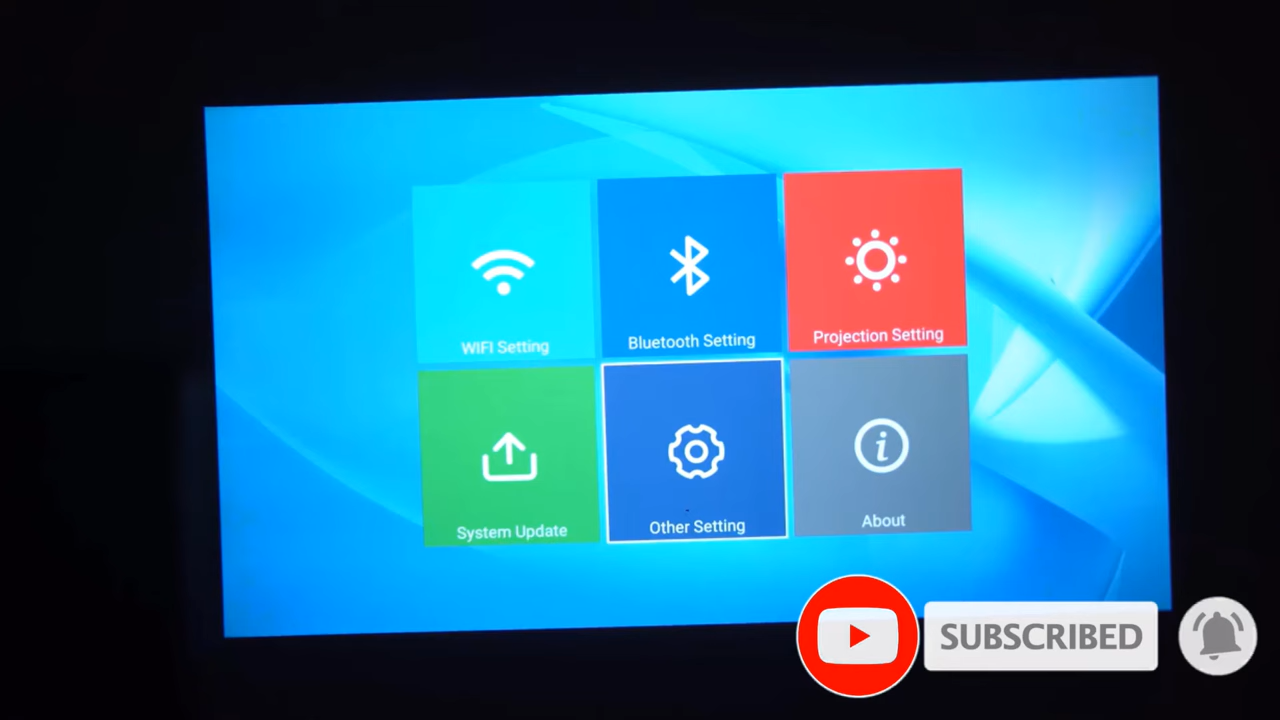 WIFI Setting
Bluetooth Setting
Projection Setting
System Update
Other Setting
About
SUBSCRIBED